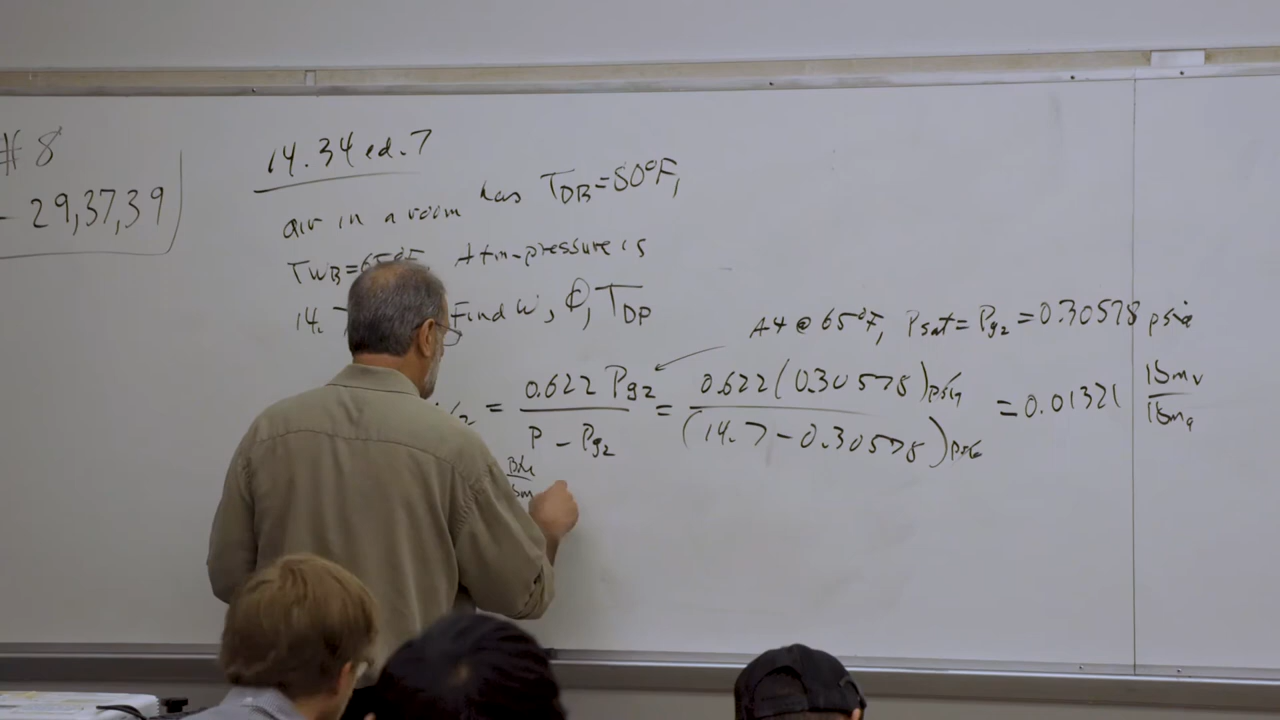 # 8
- 29,37,39
14.34 ed.7
air in a room has TDB=80°F,
TWB=65°F Atm-pressure is
14.7 Find ω, φ, TDP
A4 @ 65°F, Psat = Pg2 = 0.30578 psia
= 0.622 Pg2 / P - Pg2 = 0.622(0.30578)psia / (14.7-0.30578)psia = 0.01321 lbmv / lbma